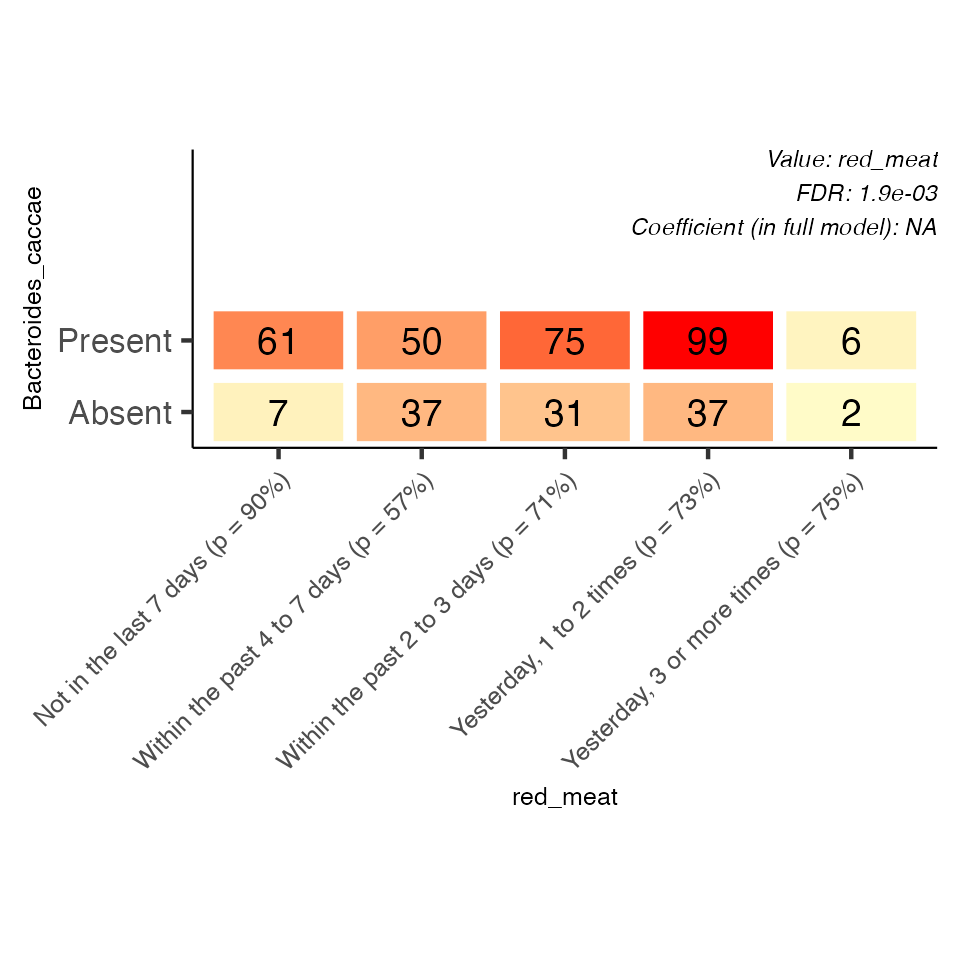 Value: red_meat
FDR: 1.9e-03
Coefficient (in full model): NA
Bacteroides_caccae
Present 61 50 75 99 6
Absent 7 37 31 37 2
Not in the last 7 days (p = 90%)
Within the past 4 to 7 days (p = 57%)
Within the past 2 to 3 days (p = 71%)
Yesterday, 1 to 2 times (p = 73%)
Yesterday, 3 or more times (p = 75%)
red_meat